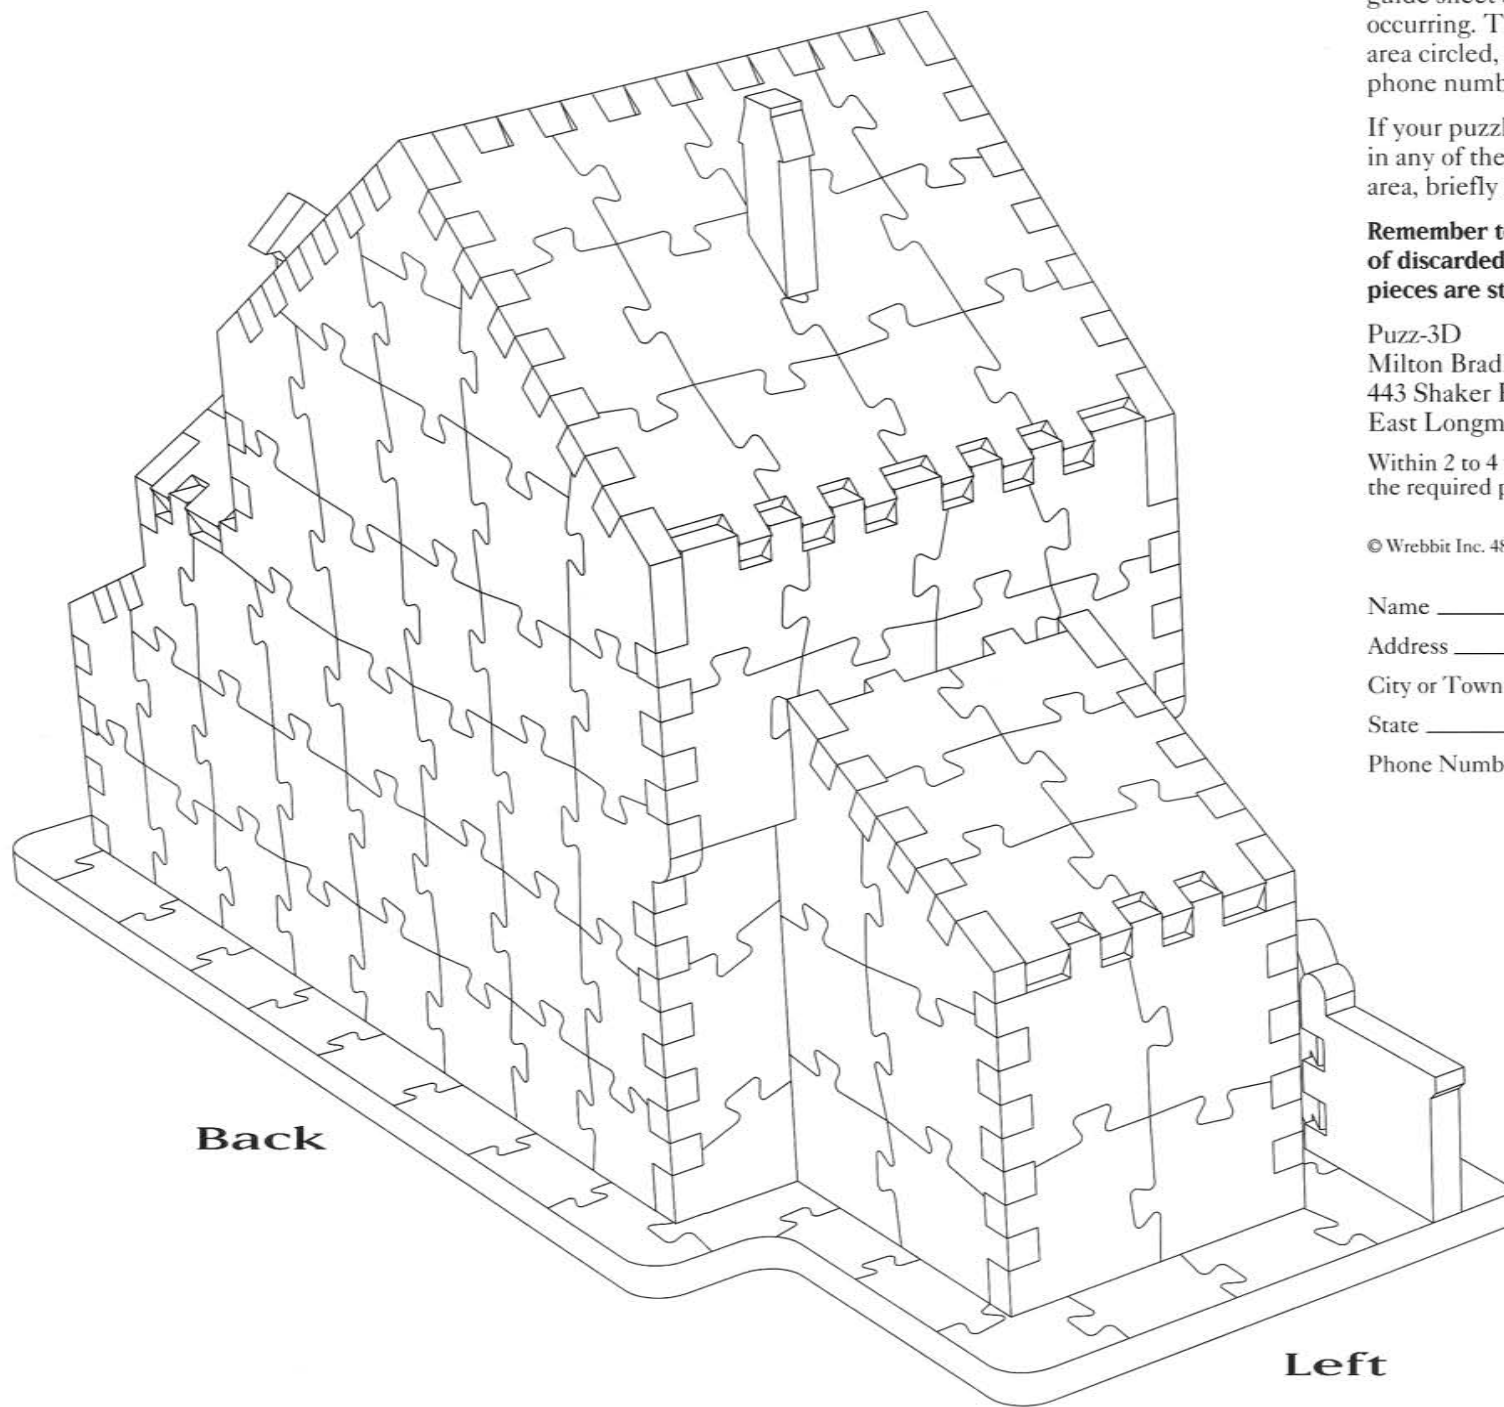 guide sheet
occurring. T
area circled,
phone numb
If your puzzl
in any of the
area, briefly
Remember t
of discarded
pieces are st
Puzz-3D
Milton Brad
443 Shaker
East Longm
Within 2 to 4
the required p
© Wrebbit Inc. 48
Name
Address
City or Town
State
Phone Numb
Back
Left